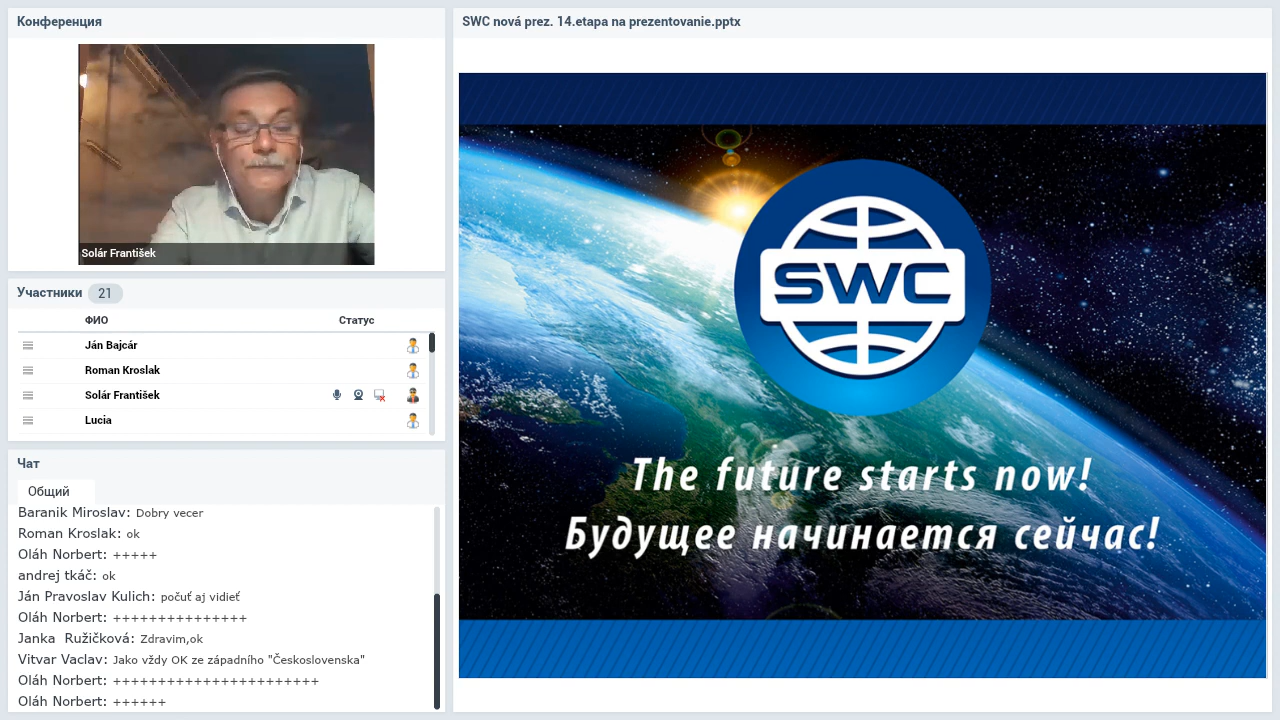 Конференция
Solár František
Участники 21
ФИО Статус
Ján Bajcár
Roman Kroslak
Solár František
Lucia
Чат
Общий
Baranik Miroslav: Dobry vecer
Roman Kroslak: ok
Oláh Norbert: +++++
andrej tkáč: ok
Ján Pravoslav Kulich: počuť aj vidieť
Oláh Norbert: +++++++++++++++
Janka Ružičková: Zdravim,ok
Vitvar Vaclav: Jako vždy OK ze západního "Československa"
Oláh Norbert: +++++++++++++++++++++++
Oláh Norbert: ++++++
SWC nová prez. 14.etapa na prezentovanie.pptx
SWC
The future starts now!
Будущее начинается сейчас!